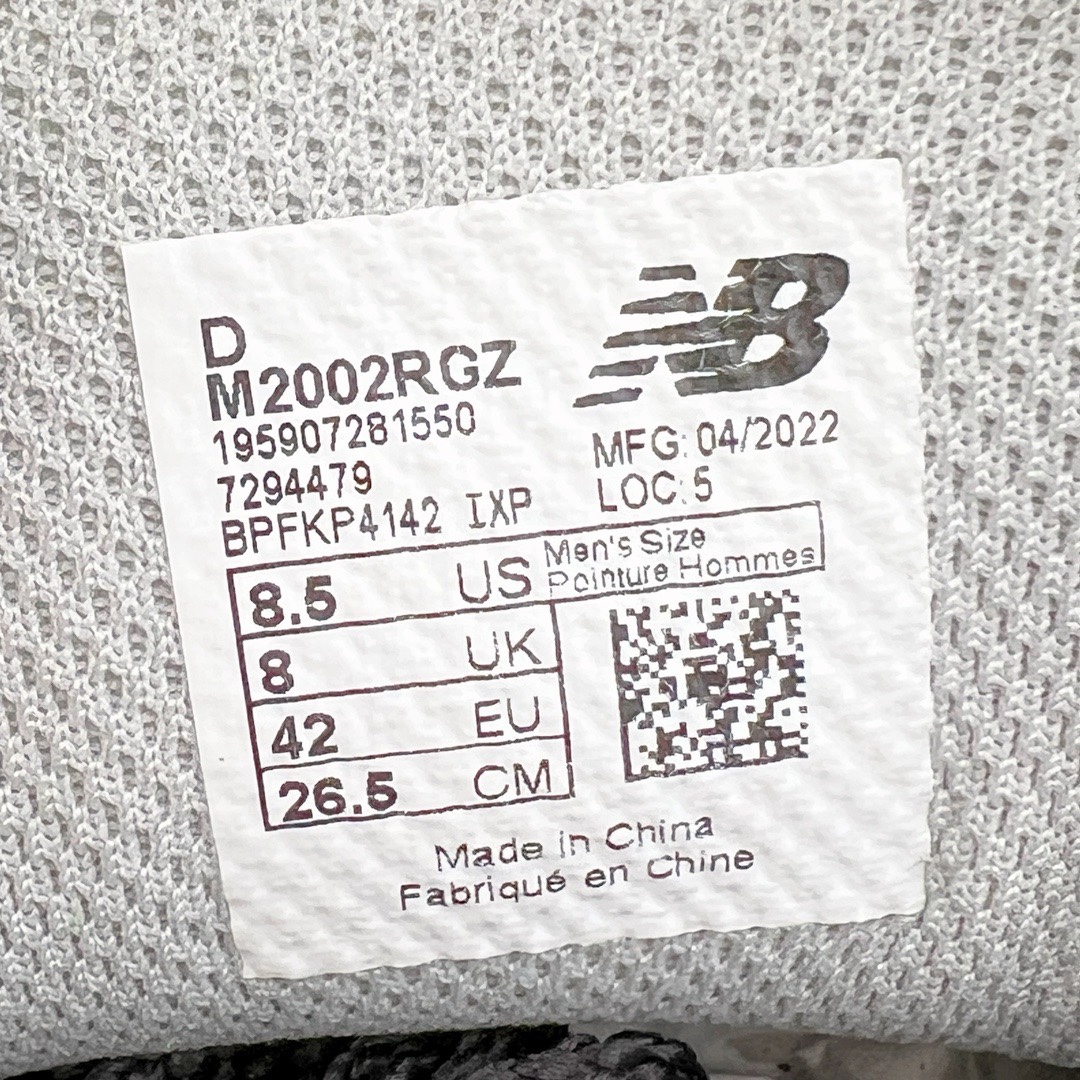 D
M2002RGZ
195907281550
7294479
BPFKP4142 IXP
NB
MFG: 04/2022
LOC: 5
8.5 US Men's Size
Pointure Hommes
8 UK
42 EU
26.5 CM
Made in China
Fabriqué en Chine